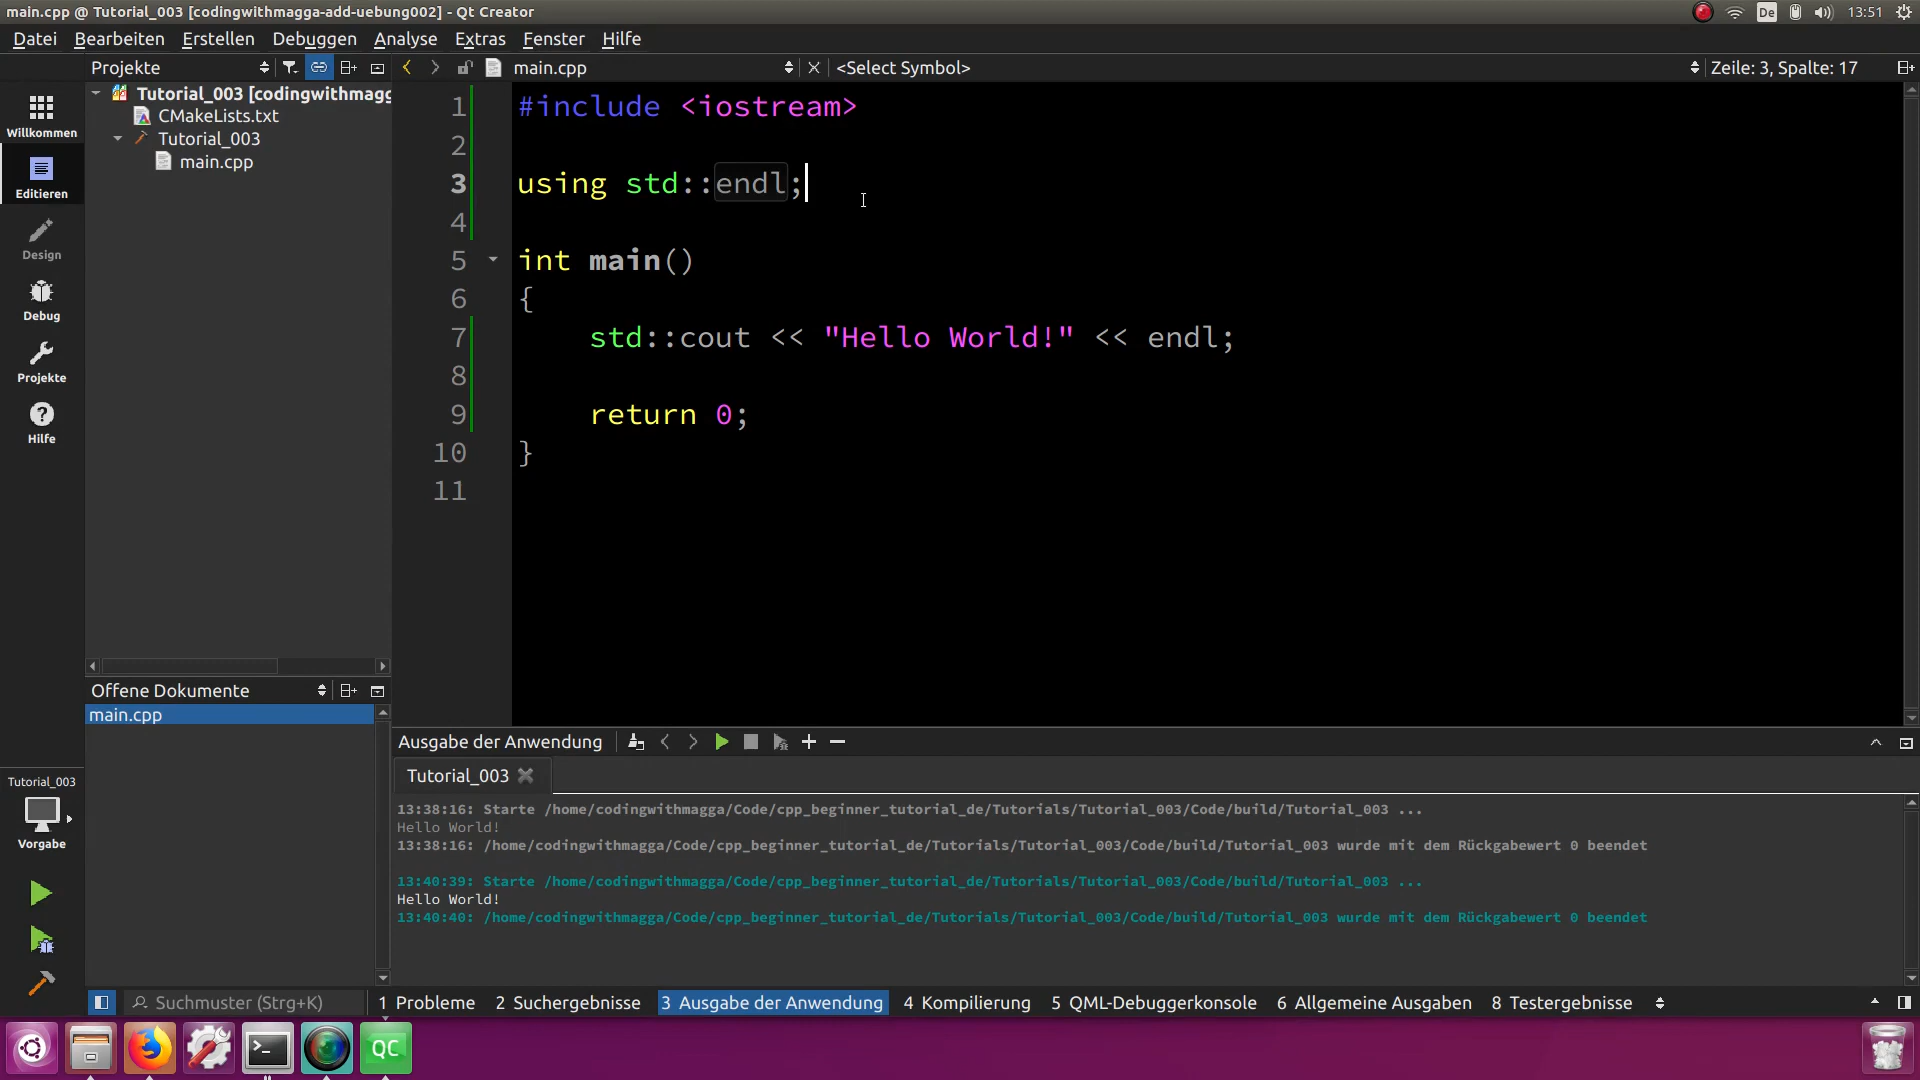 main.cpp @ Tutorial_003 [codingwithmagga-add-uebung002] - Qt Creator
De
13:51
Datei Bearbeiten Erstellen Debuggen Analyse Extras Fenster Hilfe
Projekte
main.cpp
<Select Symbol>
Zeile: 3, Spalte: 17
Willkommen
Editieren
Design
Debug
Projekte
Hilfe
Tutorial_003 [codingwithmagg
CMakeLists.txt
Tutorial_003
main.cpp
1 #include <iostream>
2
3 using std::endl;
4
5 int main()
6 {
7 std::cout << "Hello World!" << endl;
8
9 return 0;
10 }
11
Offene Dokumente
main.cpp
Tutorial_003
Vorgabe
Ausgabe der Anwendung
Tutorial_003
13:38:16: Starte /home/codingwithmagga/Code/cpp_beginner_tutorial_de/Tutorials/Tutorial_003/Code/build/Tutorial_003 ...
Hello World!
13:38:16: /home/codingwithmagga/Code/cpp_beginner_tutorial_de/Tutorials/Tutorial_003/Code/build/Tutorial_003 wurde mit dem Rückgabewert 0 beendet
13:40:39: Starte /home/codingwithmagga/Code/cpp_beginner_tutorial_de/Tutorials/Tutorial_003/Code/build/Tutorial_003 ...
Hello World!
13:40:40: /home/codingwithmagga/Code/cpp_beginner_tutorial_de/Tutorials/Tutorial_003/Code/build/Tutorial_003 wurde mit dem Rückgabewert 0 beendet
Suchmuster (Strg+K)
1 Probleme 2 Suchergebnisse 3 Ausgabe der Anwendung 4 Kompilierung 5 QML-Debuggerkonsole 6 Allgemeine Ausgaben 8 Testergebnisse
QC